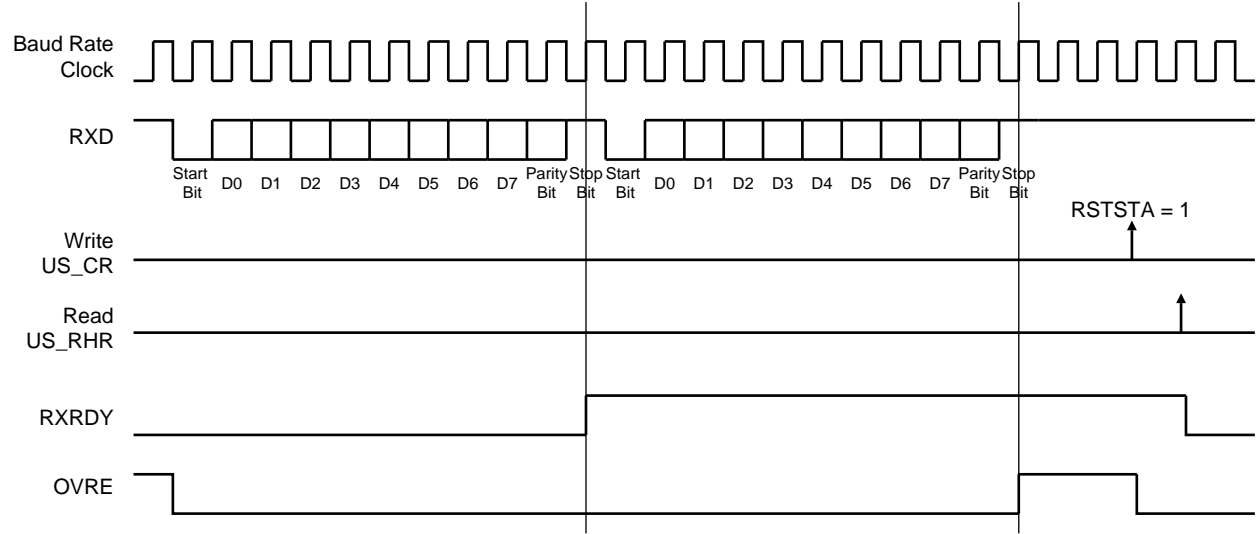 Baud Rate
Clock
RXD
Start
Bit
D0 D1 D2 D3 D4 D5 D6 D7
Parity
Bit
Stop
Bit
Start
Bit
D0 D1 D2 D3 D4 D5 D6 D7
Parity
Bit
Stop
Bit
RSTSTA = 1
Write
US_CR
Read
US_RHR
RXRDY
OVRE